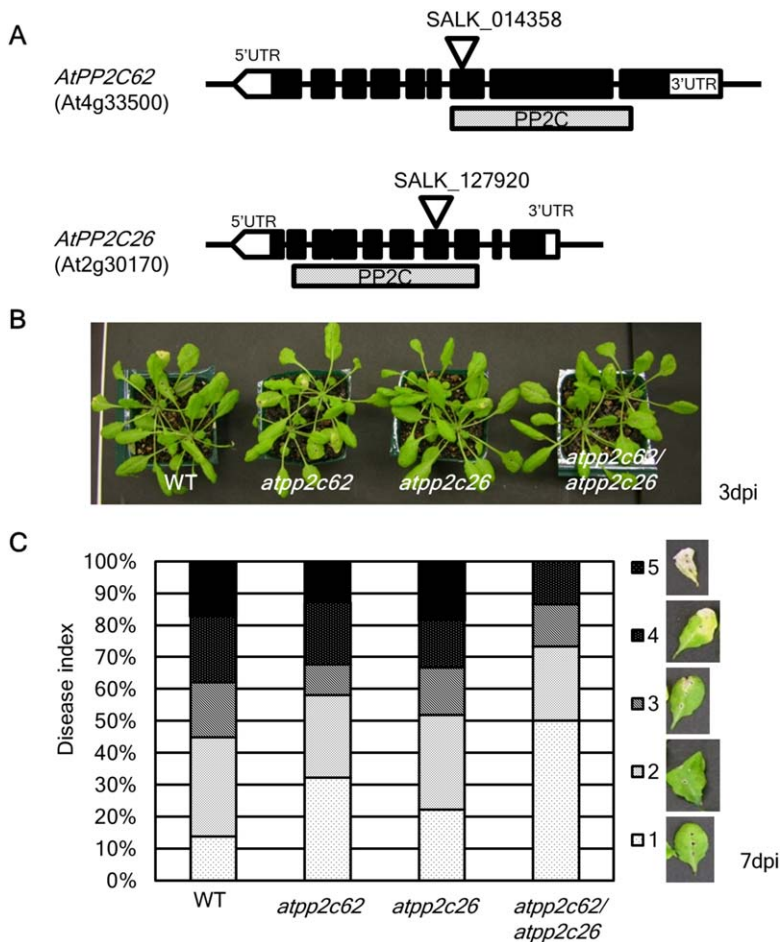 A
SALK_014358
5'UTR
AtPP2C62
(At4g33500)
3'UTR
PP2C
SALK_127920
5'UTR
3'UTR
AtPP2C26
(At2g30170)
PP2C
B
WT
atpp2c62
atpp2c26
atpp2c62/
atpp2c26
3dpi
C
100%
90%
80%
70%
60%
50%
40%
30%
20%
10%
0%
Disease index
WT
atpp2c62
atpp2c26
atpp2c62/
atpp2c26
5
4
3
2
1
7dpi